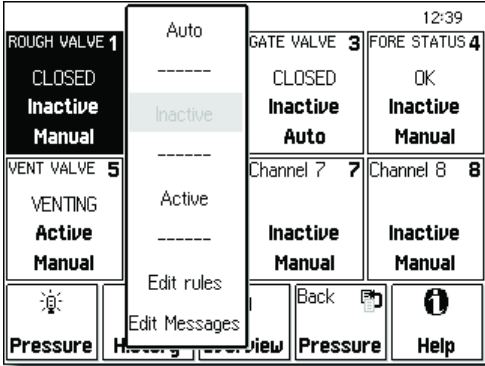 12:39
ROUGH VALVE 1
CLOSED
Inactive
Manual
Auto
------
Inactive
------
Active
------
Edit rules
Edit Messages
GATE VALVE 3
CLOSED
Inactive
Auto
FORE STATUS 4
OK
Inactive
Manual
VENT VALVE 5
VENTING
Active
Manual
Channel 7 7
Inactive
Manual
Channel 8 8
Inactive
Manual
Pressure
Back
Pressure
Help